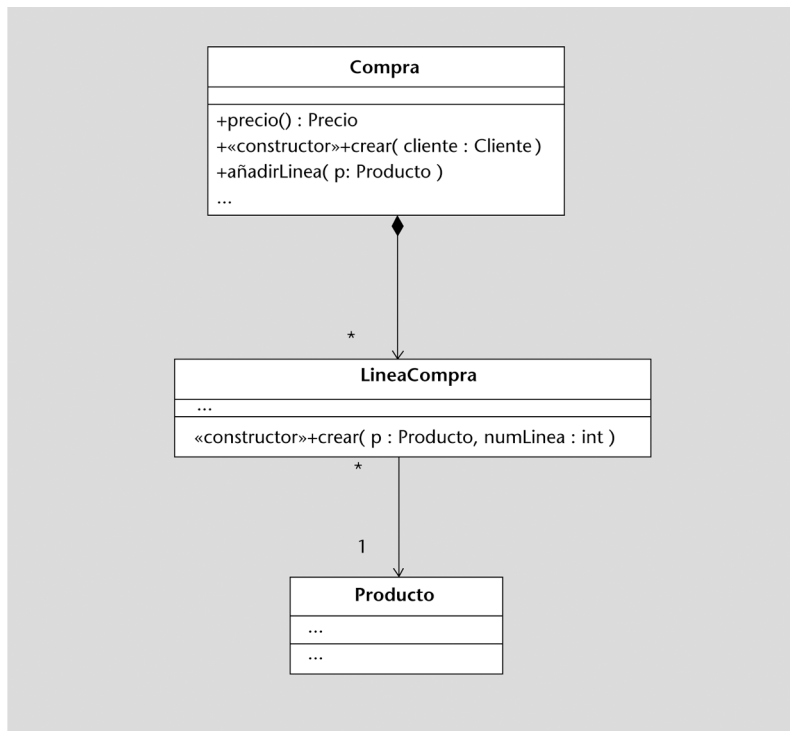 Compra
+precio() : Precio
+«constructor»+crear( cliente : Cliente )
+añadirLinea( p: Producto )
...
*
LineaCompra
...
«constructor»+crear( p : Producto, numLinea : int )
*
1
Producto
...
...